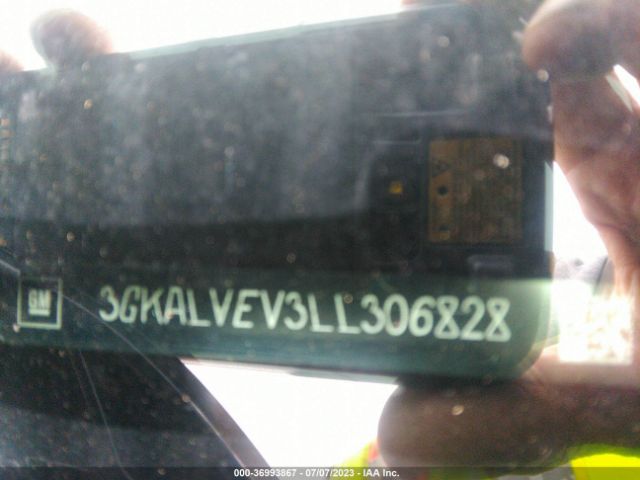 GM
3GKALVEV3LL306828
000-36993867 - 07/07/2023 - IAA Inc.